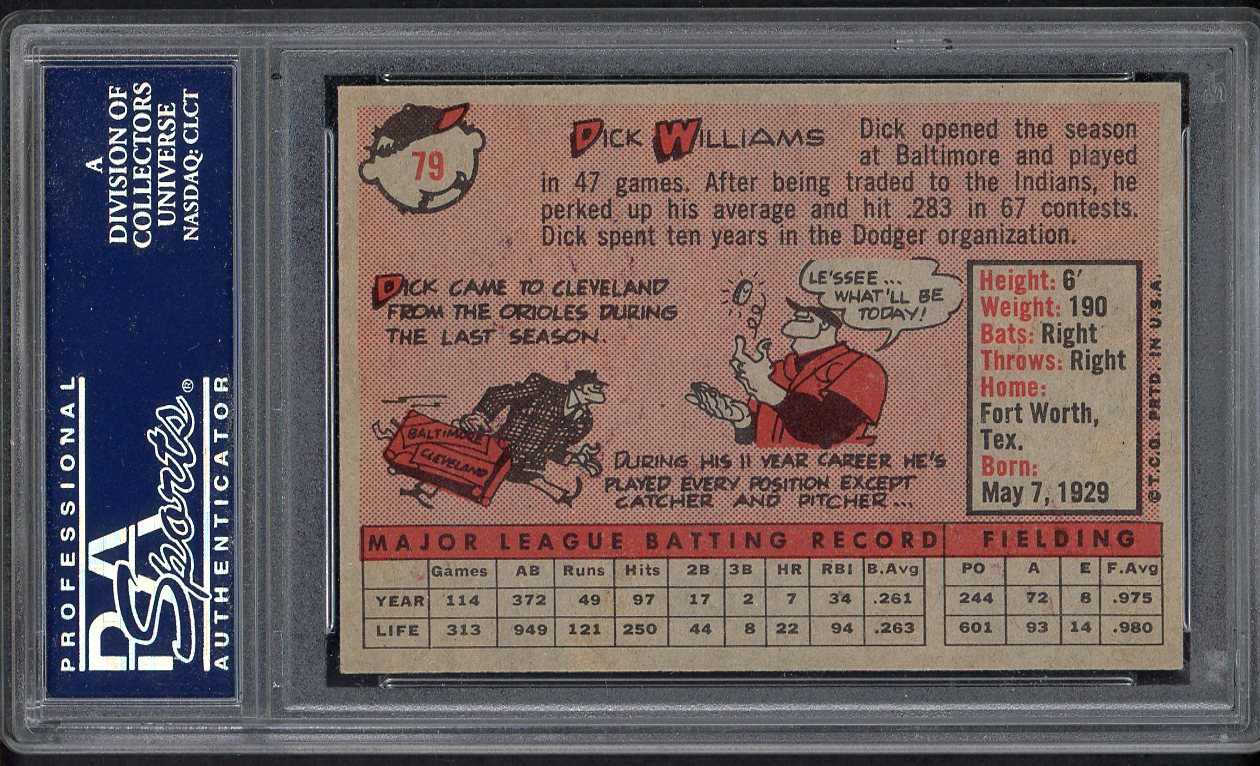 A
DIVISION OF
COLLECTORS
UNIVERSE
NASDAQ: CLCT
PROFESSIONAL
PSA
Sports®
AUTHENTICATOR
79
DICK WILLIAMS
Dick opened the season
at Baltimore and played
in 47 games. After being traded to the Indians, he
perked up his average and hit .283 in 67 contests.
Dick spent ten years in the Dodger organization.
DICK CAME TO CLEVELAND
FROM THE ORIOLES DURING
THE LAST SEASON.
BALTIMORE
CLEVELAND
LE'SSEE...
WHAT'LL BE
TODAY!
DURING HIS 11 YEAR CAREER HE'S
PLAYED EVERY POSITION EXCEPT
CATCHER AND PITCHER.
Height: 6'
Weight: 190
Bats: Right
Throws: Right
Home:
Fort Worth,
Tex.
Born:
May 7, 1929
©T.C.G. PRTD. IN U.S.A.
MAJOR LEAGUE BATTING RECORD FIELDING
Games AB Runs Hits 2B 3B HR RBI B.Avg PO A E F.Avg
YEAR 114 372 49 97 17 2 7 34 .261 244 72 8 .975
LIFE 313 949 121 250 44 8 22 94 .263 601 93 14 .980